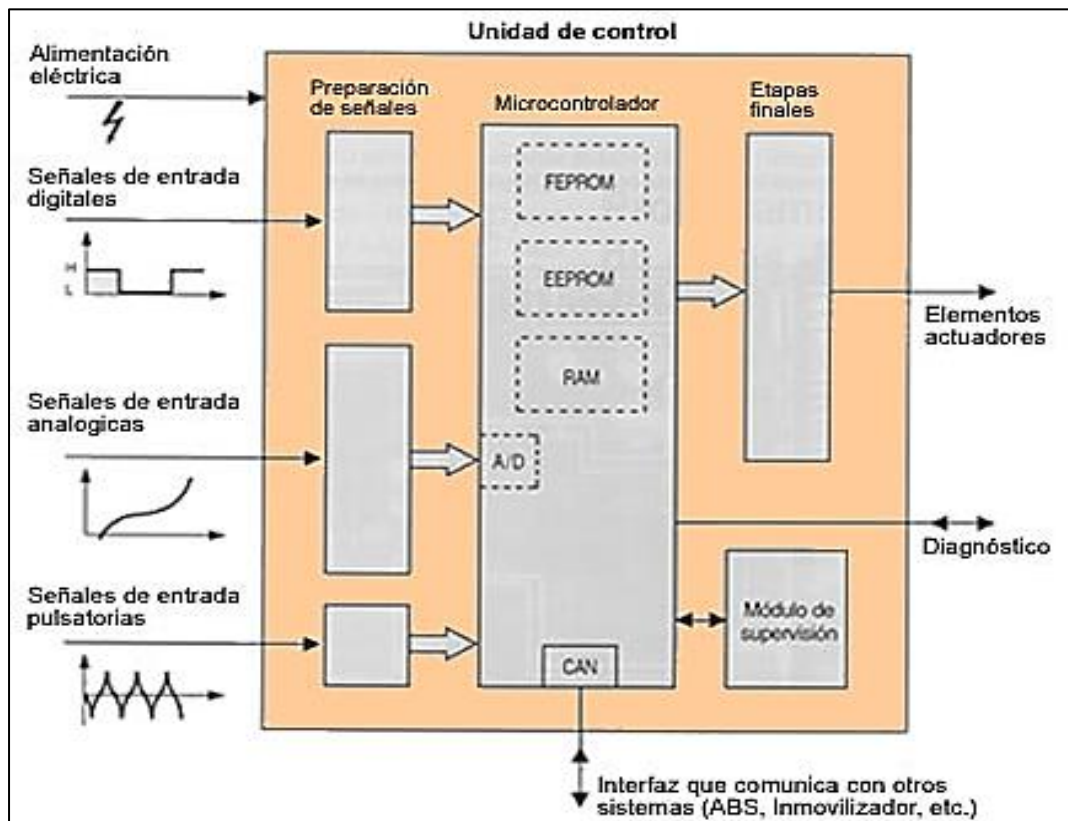 Unidad de control
Alimentación
eléctrica
Preparación
de señales
Microcontrolador
Etapas
finales
Señales de entrada
digitales
H
L
FEPROM
EEPROM
RAM
Elementos
actuadores
Señales de entrada
analogicas
A/D
Diagnóstico
Señales de entrada
pulsatorias
Módulo de
supervisión
CAN
Interfaz que comunica con otros
sistemas (ABS, Inmovilizador, etc.)